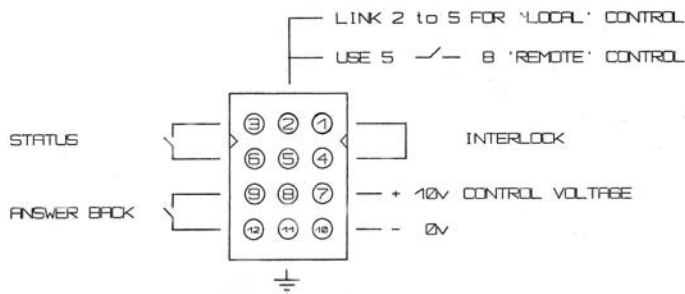 LINK 2 to 5 FOR 'LOCAL' CONTROL
USE 5 8 'REMOTE' CONTROL
3 2 1
STATUS
INTERLOCK
6 5 4
9 8 7
+ 10v CONTROL VOLTAGE
ANSWER BACK
12 11 10
- 0v